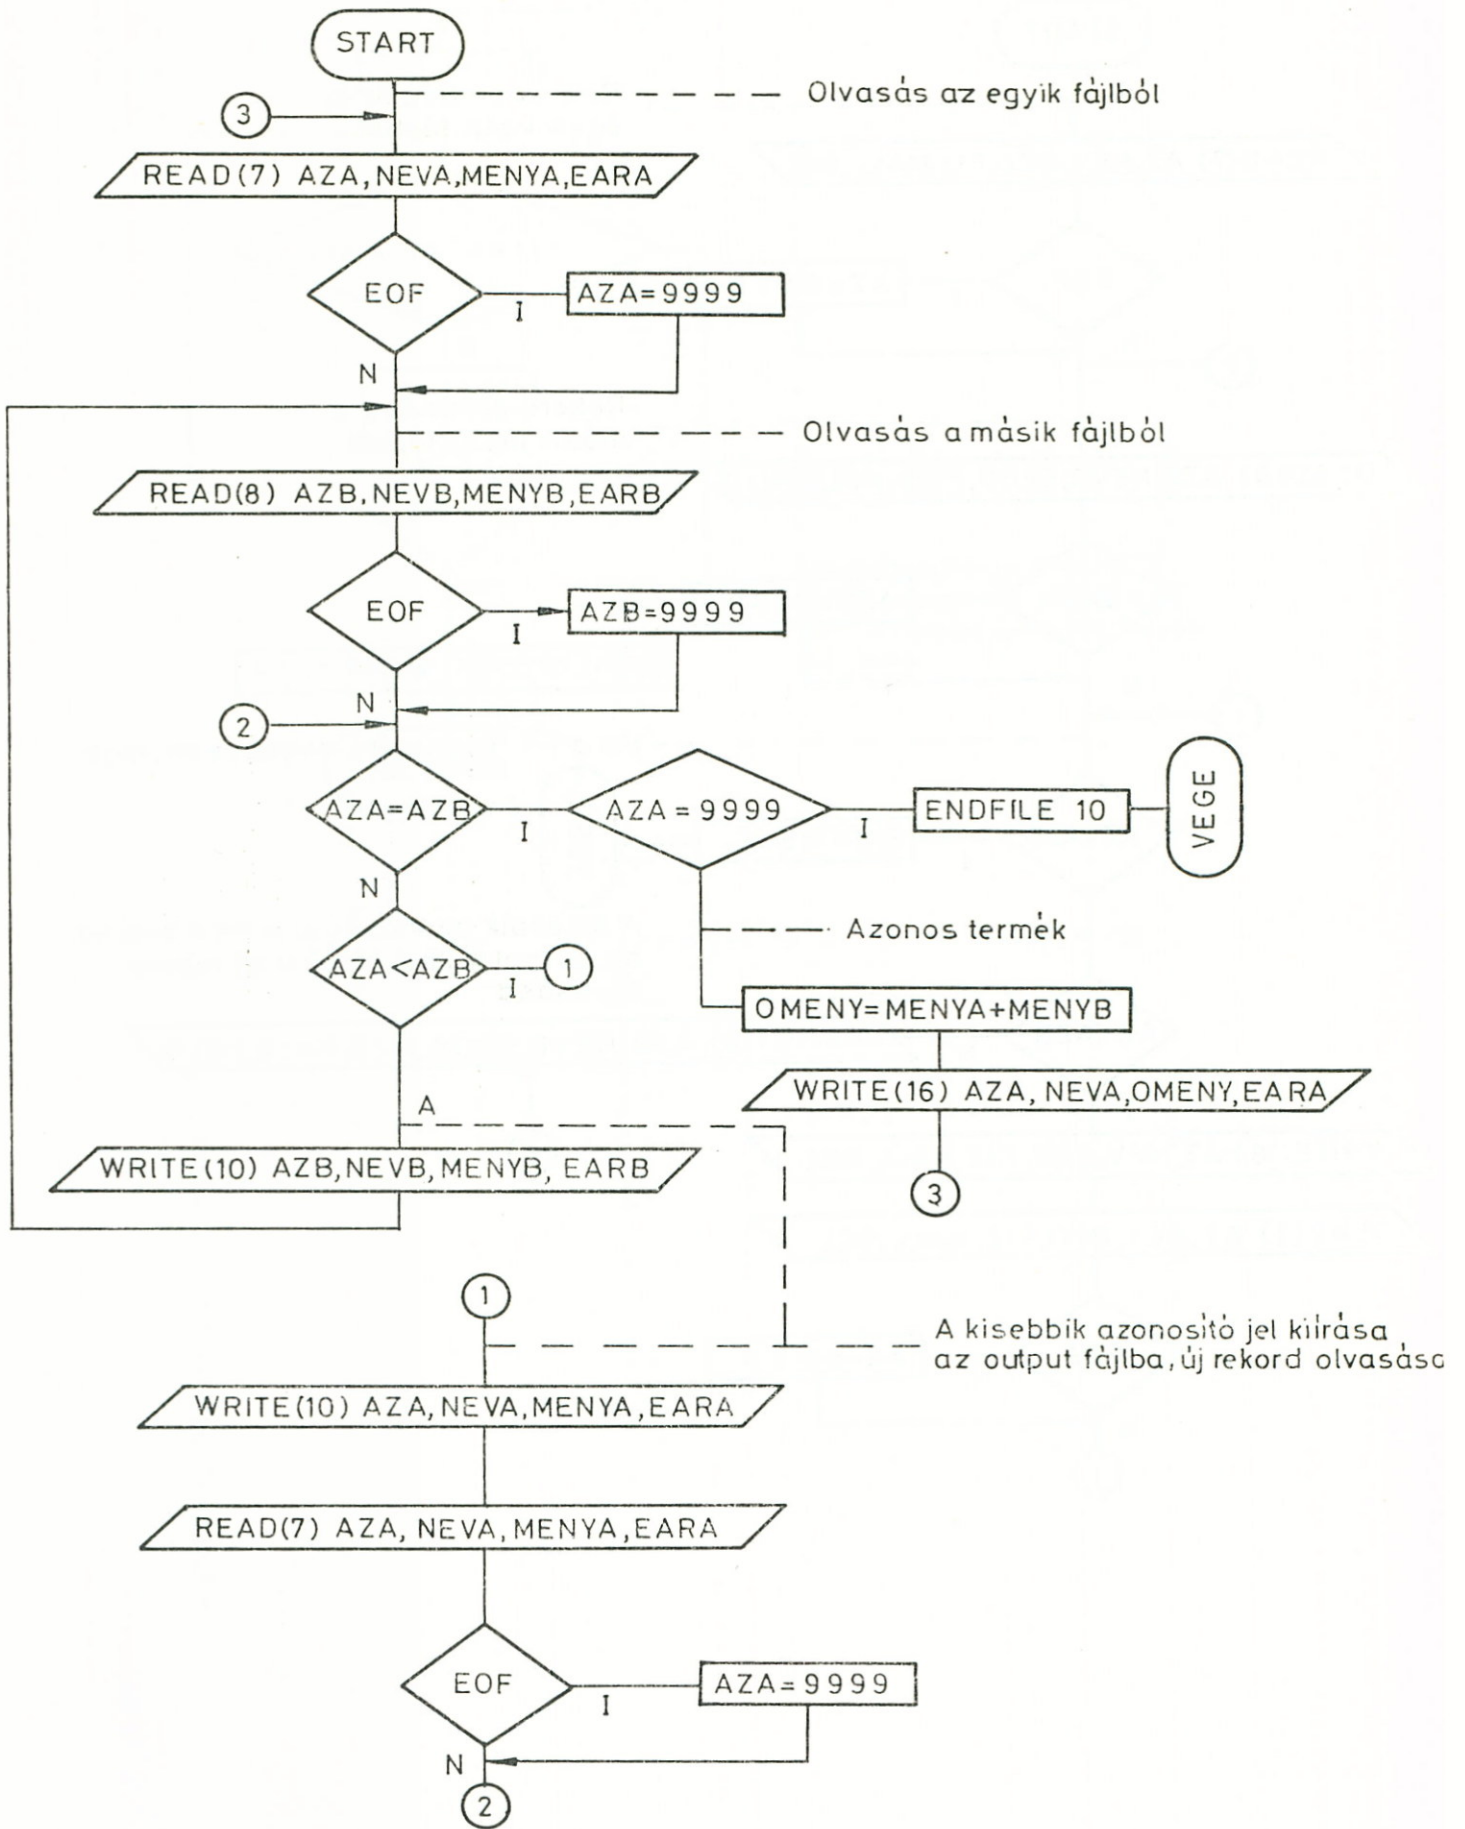 START
Olvasás az egyik fájlból
3
READ(7) AZA, NEVA,MENYA,EARA
EOF
I
AZA=9999
N
Olvasás a másik fájlból
READ(8) AZB.NEVB,MENYB,EARB
EOF
I
AZB=9999
N
2
AZA=AZB
I
AZA=9999
I
ENDFILE 10
VEGE
N
Azonos termék
AZA<AZB
I
1
OMENY=MENYA+MENYB
WRITE(16) AZA, NEVA,OMENY,EARA
A
WRITE(10) AZB,NEVB,MENYB, EARB
3
1
A kisebbik azonosító jel kiírása
az output fájlba, új rekord olvasása
WRITE(10) AZA,NEVA,MENYA,EARA
READ(7) AZA, NEVA,MENYA,EARA
EOF
I
AZA=9999
N
2